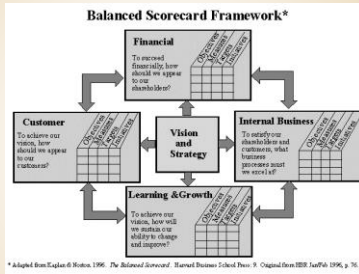 Balanced Scorecard Framework*
Financial
To succeed
financially, how
should we appear
to our
shareholders?
Objectives
Measures
Targets
Initiatives
Customer
To achieve our
vision, how
should we appear
to our
customers?
Objectives
Measures
Targets
Initiatives
Vision
and
Strategy
Internal Business
To satisfy our
shareholders and
customers, what
business
processes must
we excel at?
Objectives
Measures
Targets
Initiatives
Learning &Growth
To achieve our
vision, how will
we sustain our
ability to change
and improve?
Objectives
Measures
Targets
Initiatives
* Adapted from Kaplan & Norton. 1996. The Balanced Scorecard. Harvard Business School Press: 9. Original from HBR Jan/Feb 1996, p. 76.